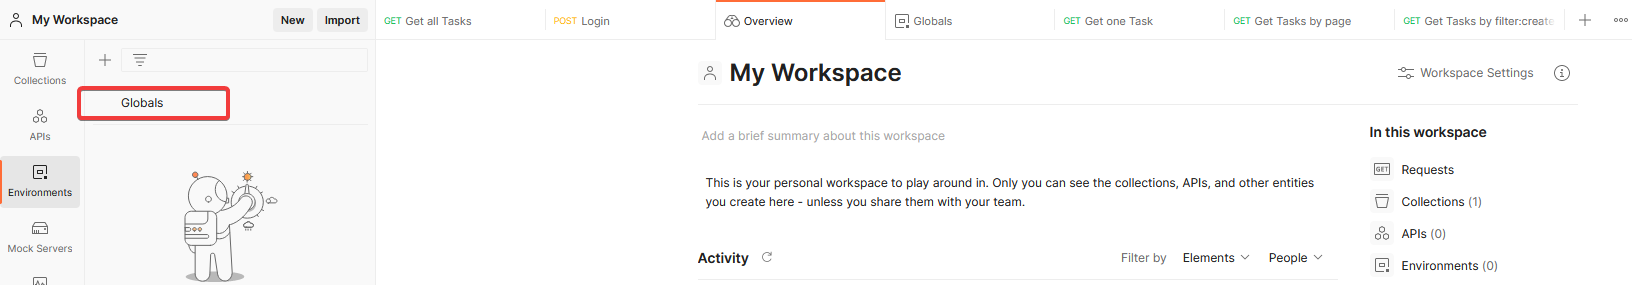 My Workspace
New
Import
GET Get all Tasks
POST Login
Overview
Globals
GET Get one Task
GET Get Tasks by page
GET Get Tasks by filter:create
Collections
APIs
Environments
Mock Servers
Globals
My Workspace
Workspace Settings
Add a brief summary about this workspace
This is your personal workspace to play around in. Only you can see the collections, APIs, and other entities
you create here - unless you share them with your team.
Activity
Filter by
Elements
People
In this workspace
GET Requests
Collections (1)
APIs (0)
Environments (0)